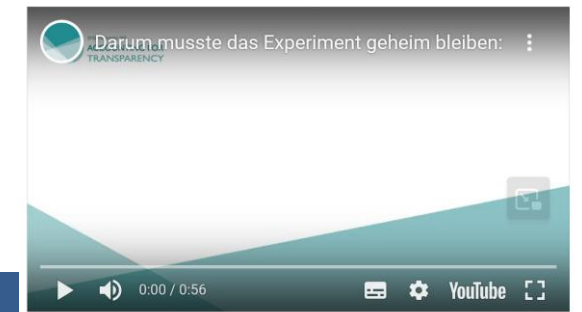 Darum musste das Experiment geheim bleiben:
TRANSPARENCY
0:00 / 0:56
YouTube